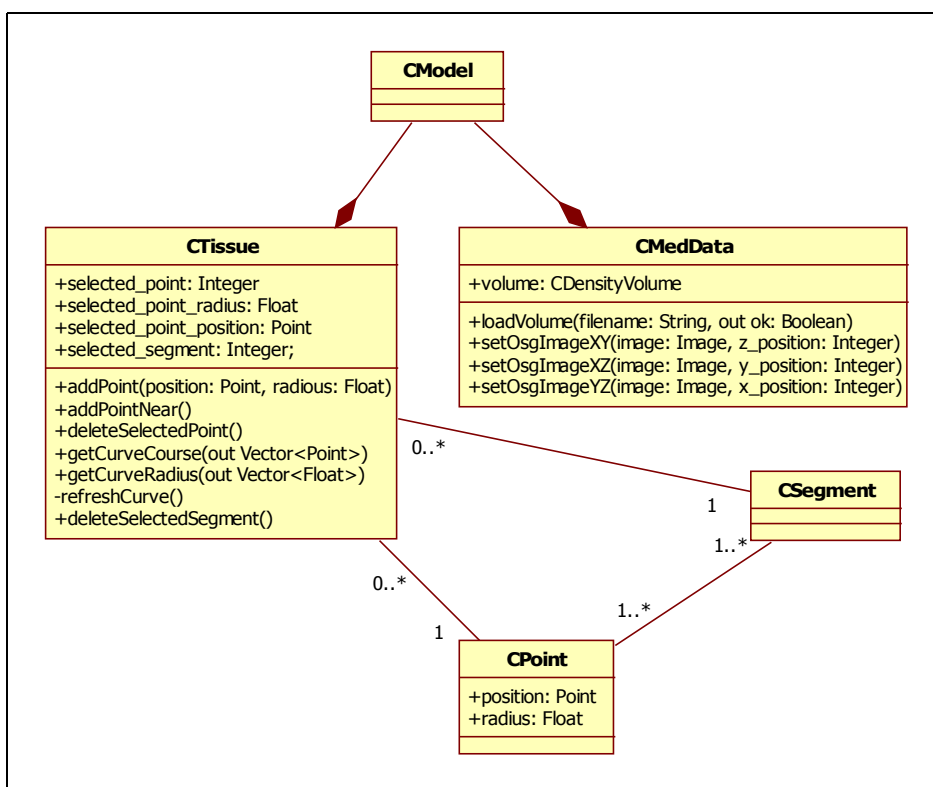 CModel
CTissue
+selected_point: Integer
+selected_point_radius: Float
+selected_point_position: Point
+selected_segment: Integer;
+addPoint(position: Point, radious: Float)
+addPointNear()
+deleteSelectedPoint()
+getCurveCourse(out Vector<Point>)
+getCurveRadius(out Vector<Float>)
-refreshCurve()
+deleteSelectedSegment()
CMedData
+volume: CDensityVolume
+loadVolume(filename: String, out ok: Boolean)
+setOsgImageXY(image: Image, z_position: Integer)
+setOsgImageXZ(image: Image, y_position: Integer)
+setOsgImageYZ(image: Image, x_position: Integer)
0..*
1
CSegment
1..*
1..*
0..*
1
CPoint
+position: Point
+radius: Float